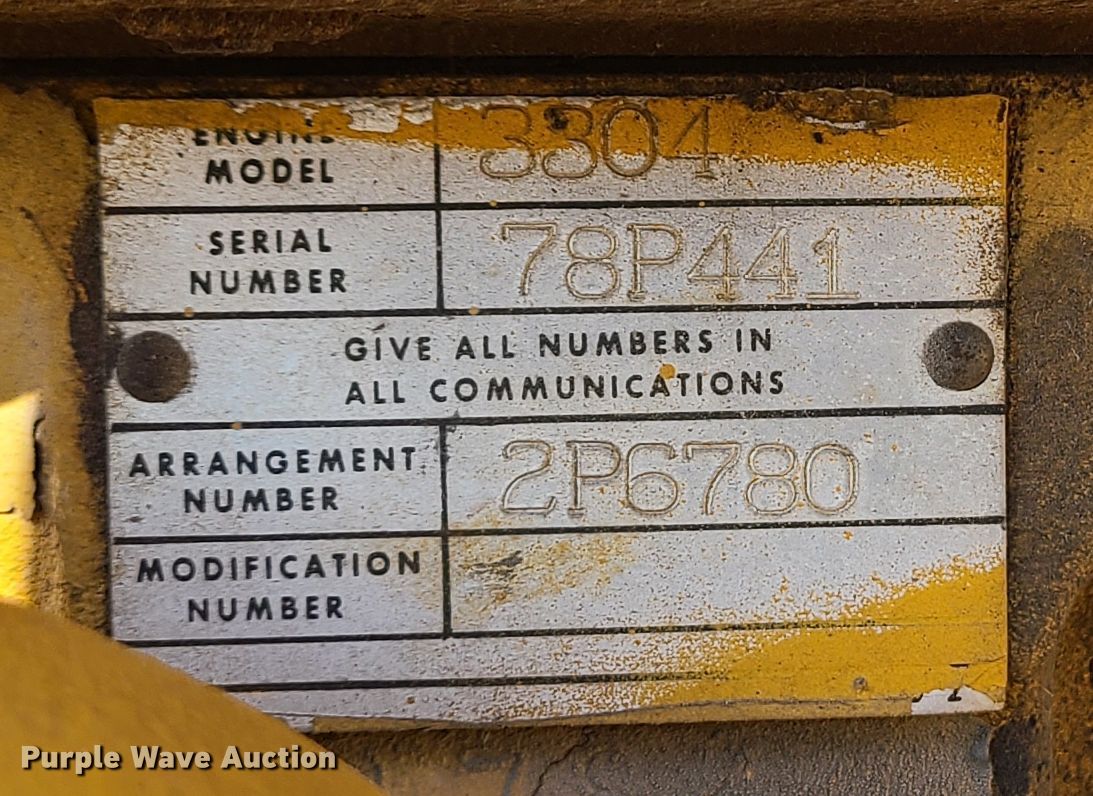 ENGINE
MODEL
3304
SERIAL
NUMBER
78P441
GIVE ALL NUMBERS IN
ALL COMMUNICATIONS
ARRANGEMENT
NUMBER
2P6780
MODIFICATION
NUMBER
Purple Wave Auction